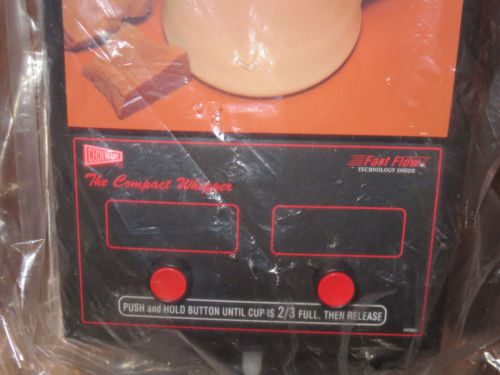 CECILWARE
Fast Flow
TECHNOLOGY INSIDE
The Compact Whipper
PUSH and HOLD BUTTON UNTIL CUP IS 2/3 FULL, THEN RELEASE